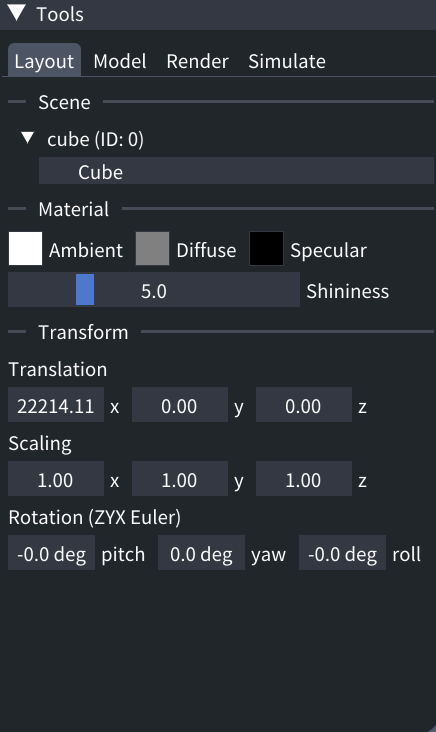 Tools
Layout Model Render Simulate
Scene
cube (ID: 0)
Cube
Material
Ambient Diffuse Specular
5.0 Shininess
Transform
Translation
22214.11 x 0.00 y 0.00 z
Scaling
1.00 x 1.00 y 1.00 z
Rotation (ZYX Euler)
-0.0 deg pitch 0.0 deg yaw -0.0 deg roll